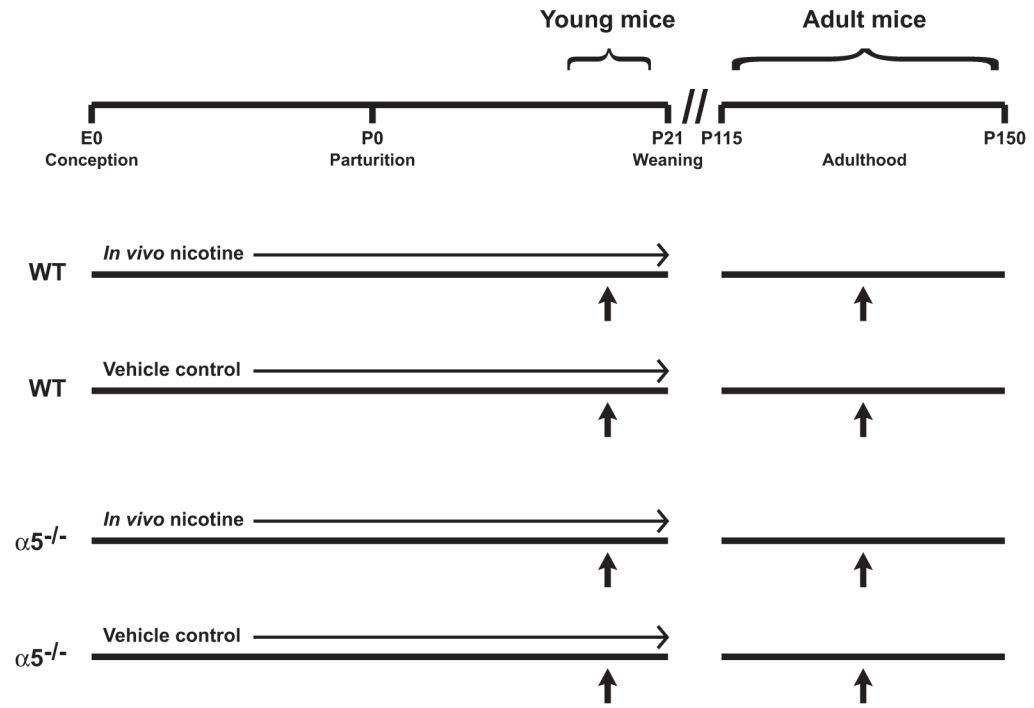 Young mice Adult mice
E0 P0 P21 P115 P150
Conception Parturition Weaning Adulthood
In vivo nicotine
WT
Vehicle control
WT
In vivo nicotine
α5-/-
Vehicle control
α5-/-